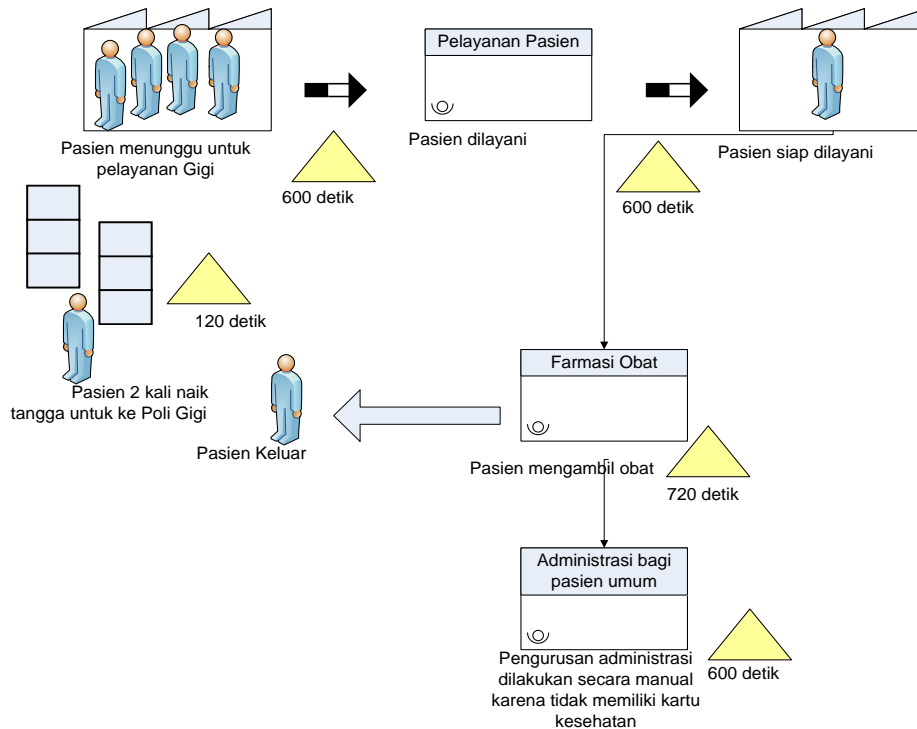 Pelayanan Pasien
Pasien menunggu untuk
pelayanan Gigi
Pasien dilayani
Pasien siap dilayani
600 detik
600 detik
120 detik
Pasien 2 kali naik
tangga untuk ke Poli Gigi
Farmasi Obat
Pasien Keluar
Pasien mengambil obat
720 detik
Administrasi bagi
pasien umum
Pengurusan administrasi
dilakukan secara manual
karena tidak memiliki kartu
kesehatan
600 detik